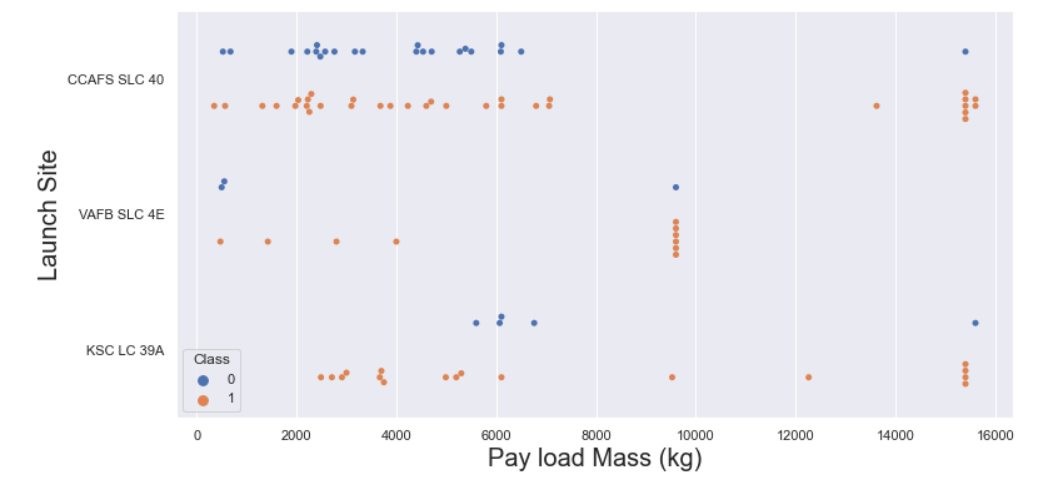 Launch Site
CCAFS SLC 40
VAFB SLC 4E
KSC LC 39A
Class
0
1
0 2000 4000 6000 8000 10000 12000 14000 16000
Pay load Mass (kg)